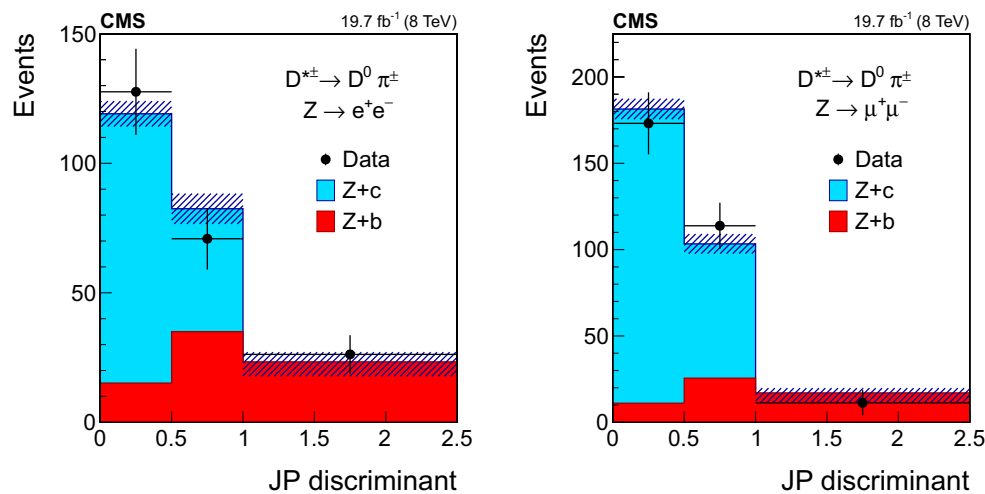 CMS 19.7 fb⁻¹ (8 TeV)
Events
150
100
50
0
D*± → D⁰ π±
Z → e⁺e⁻
Data
Z+c
Z+b
0 0.5 1 1.5 2 2.5
JP discriminant
CMS 19.7 fb⁻¹ (8 TeV)
Events
200
150
100
50
0
D*± → D⁰ π±
Z → μ⁺μ⁻
Data
Z+c
Z+b
0 0.5 1 1.5 2 2.5
JP discriminant